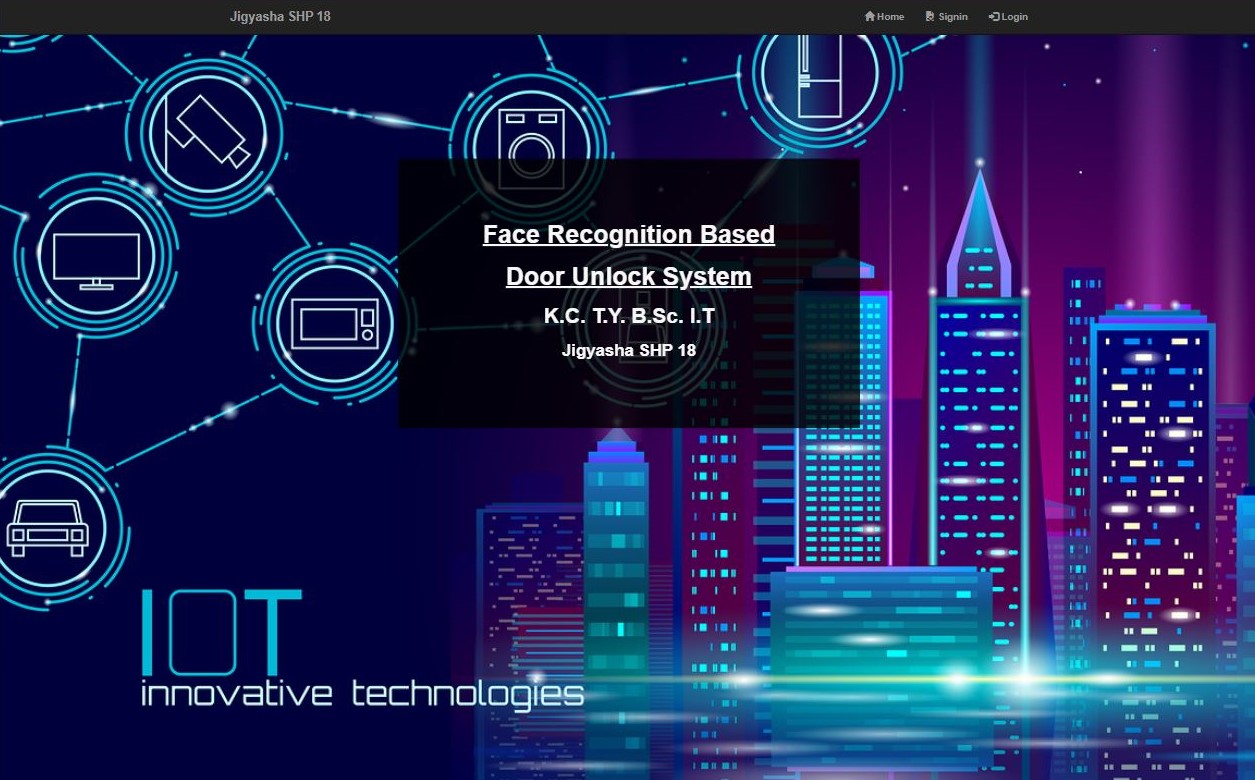 Jigyasha SHP 18
Home Signin Login
Face Recognition Based
Door Unlock System
K.C. T.Y. B.Sc. I.T
Jigyasha SHP 18
IOT
innovative technologies